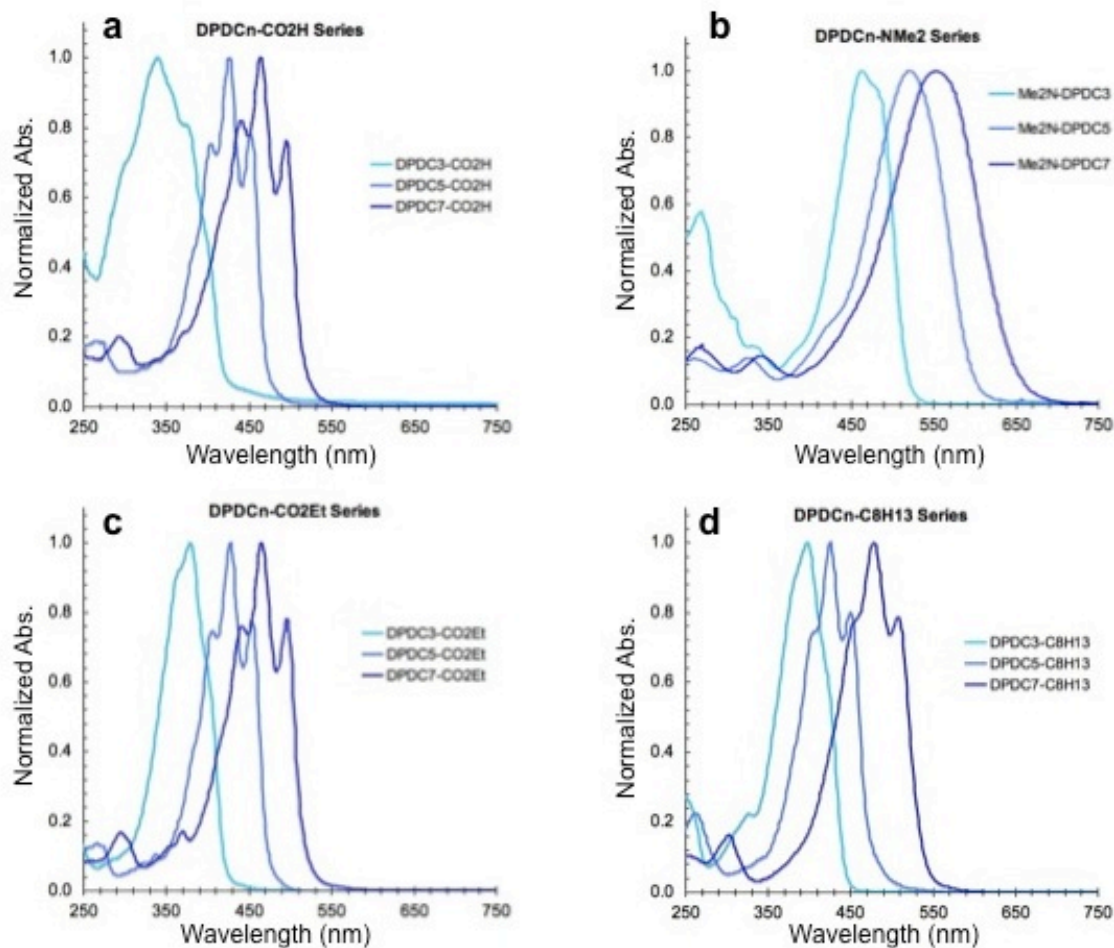 a
DPDCn-CO2H Series
Normalized Abs.
1.0
0.8
0.6
0.4
0.2
0.0
DPDC3-CO2H
DPDC5-CO2H
DPDC7-CO2H
250 350 450 550 650 750
Wavelength (nm)
b
DPDCn-NMe2 Series
Normalized Abs.
1.0
0.8
0.6
0.4
0.2
0.0
Me2N-DPDC3
Me2N-DPDC5
Me2N-DPDC7
250 350 450 550 650 750
Wavelength (nm)
c
DPDCn-CO2Et Series
Normalized Abs.
1.0
0.8
0.6
0.4
0.2
0.0
DPDC3-CO2Et
DPDC5-CO2Et
DPDC7-CO2Et
250 350 450 550 650 750
Wavelength (nm)
d
DPDCn-C8H13 Series
Normalized Abs.
1.0
0.8
0.6
0.4
0.2
0.0
DPDC3-C8H13
DPDC5-C8H13
DPDC7-C8H13
250 350 450 550 650 750
Wavelength (nm)